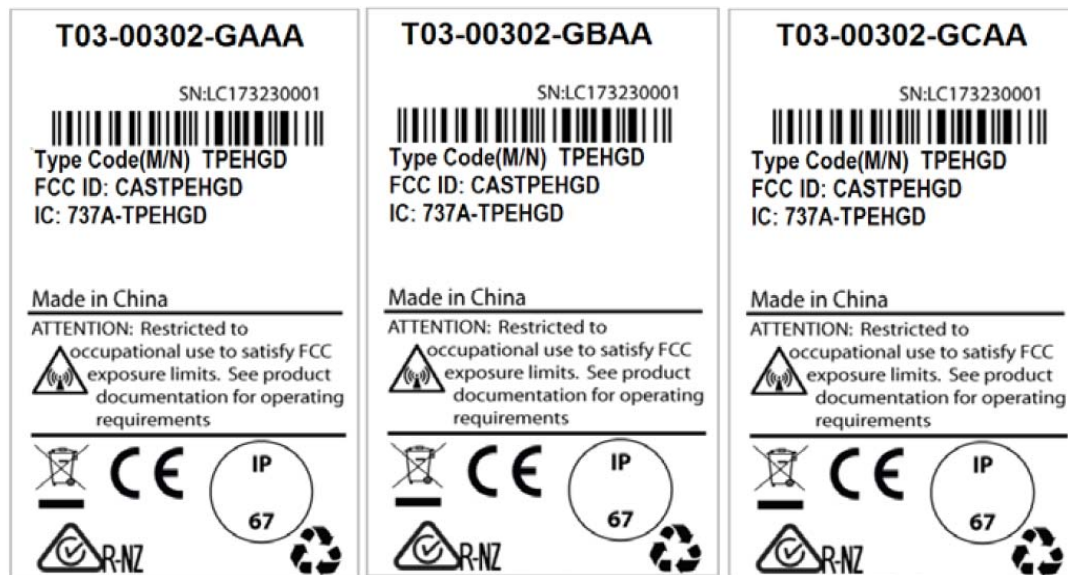 T03-00302-GAAA
SN:LC173230001
Type Code(M/N) TPEHGD
FCC ID: CASTPEHGD
IC: 737A-TPEHGD
Made in China
ATTENTION: Restricted to
occupational use to satisfy FCC
exposure limits. See product
documentation for operating
requirements
CE
IP
67
R-NZ
T03-00302-GBAA
SN:LC173230001
Type Code(M/N) TPEHGD
FCC ID: CASTPEHGD
IC: 737A-TPEHGD
Made in China
ATTENTION: Restricted to
occupational use to satisfy FCC
exposure limits. See product
documentation for operating
requirements
CE
IP
67
R-NZ
T03-00302-GCAA
SN:LC173230001
Type Code(M/N) TPEHGD
FCC ID: CASTPEHGD
IC: 737A-TPEHGD
Made in China
ATTENTION: Restricted to
occupational use to satisfy FCC
exposure limits. See product
documentation for operating
requirements
CE
IP
67
R-NZ